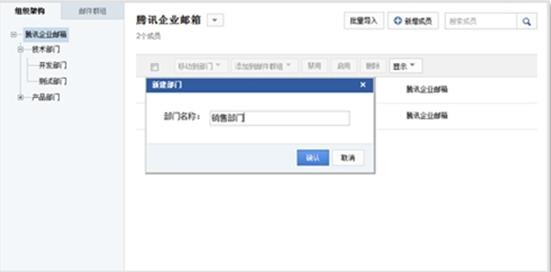 组织架构
邮件群组
腾讯企业邮箱
技术部门
开发部门
测试部门
产品部门
腾讯企业邮箱
2个成员
批量导入
新增成员
搜索成员
移动到部门
添加到邮件群组
禁用
启用
删除
显示
新建部门
腾讯企业邮箱
部门名称：
销售部门
腾讯企业邮箱
确认
取消